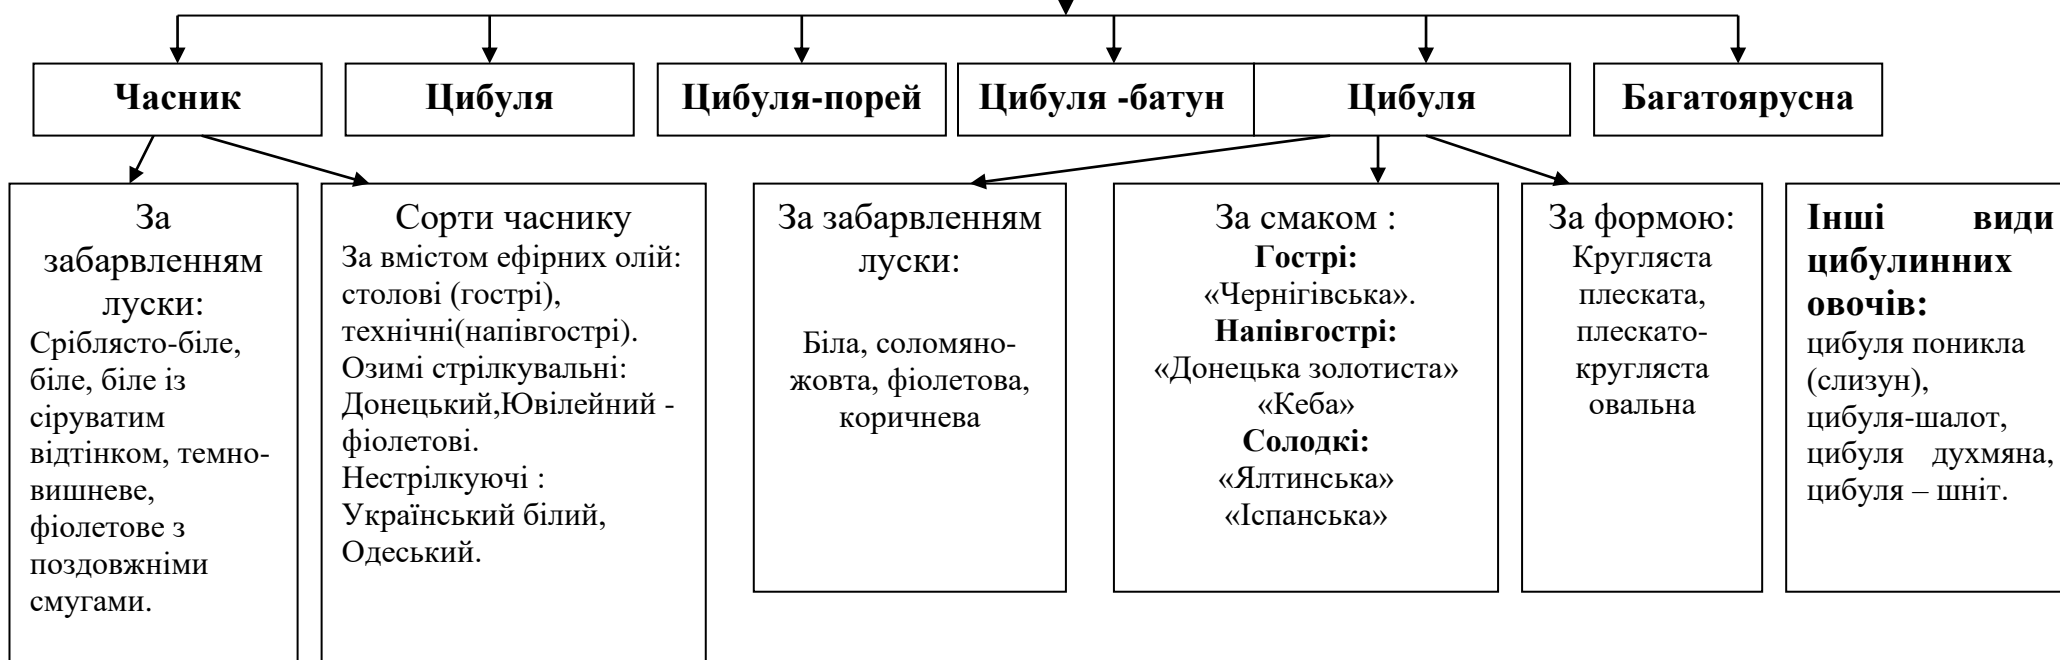 Часник
Цибуля
Цибуля-порей
Цибуля -батун
Цибуля
Багатоярусна
За
забарвленням
луски:
Сріблясто-біле,
біле, біле із
сіруватим
відтінком, темно-
вишневе,
фіолетове з
поздовжніми
смугами.
Сорти часнику
За вмістом ефірних олій:
столові (гострі),
технічні(напівгострі).
Озимі стрілкувальні:
Донецький,Ювілейний -
фіолетові.
Нестрілкуючі :
Український білий,
Одеський.
За забарвленням
луски:
Біла, соломяно-
жовта, фіолетова,
коричнева
За смаком :
Гострі:
«Чернігівська».
Напівгострі:
«Донецька золотиста»
«Кеба»
Солодкі:
«Ялтинська»
«Іспанська»
За формою:
Кругляста
плеската,
плескато-
кругляста
овальна
Інші види
цибулинних
овочів:
цибуля поникла
(слизун),
цибуля-шалот,
цибуля духмяна,
цибуля – шніт.